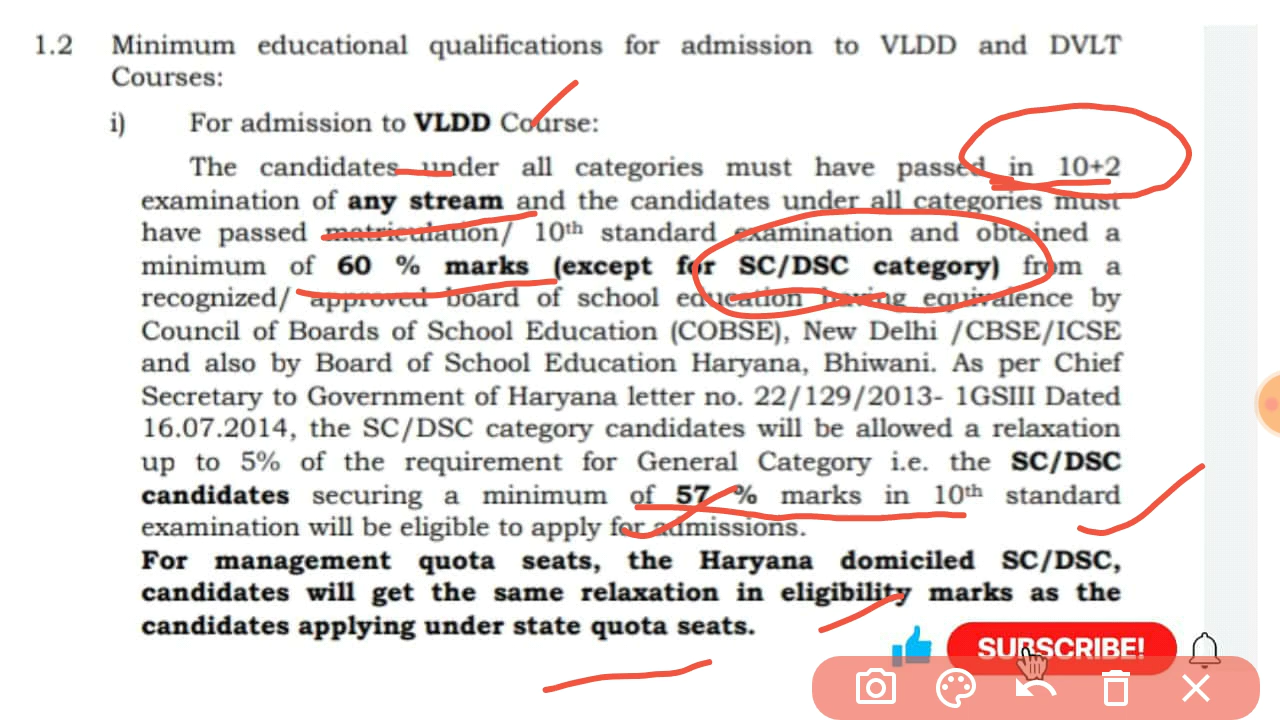 1.2 Minimum educational qualifications for admission to VLDD and DVLT
Courses:
i) For admission to VLDD Course:
The candidates under all categories must have passed in 10+2
examination of any stream and the candidates under all categories must
have passed matriculation/ 10th standard examination and obtained a
minimum of 60 % marks (except for SC/DSC category) from a
recognized/ approved board of school education having equivalence by
Council of Boards of School Education (COBSE), New Delhi /CBSE/ICSE
and also by Board of School Education Haryana, Bhiwani. As per Chief
Secretary to Government of Haryana letter no. 22/129/2013- 1GSIII Dated
16.07.2014, the SC/DSC category candidates will be allowed a relaxation
up to 5% of the requirement for General Category i.e. the SC/DSC
candidates securing a minimum of 57 % marks in 10th standard
examination will be eligible to apply for admissions.
For management quota seats, the Haryana domiciled SC/DSC,
candidates will get the same relaxation in eligibility marks as the
candidates applying under state quota seats.
SUBSCRIBE!